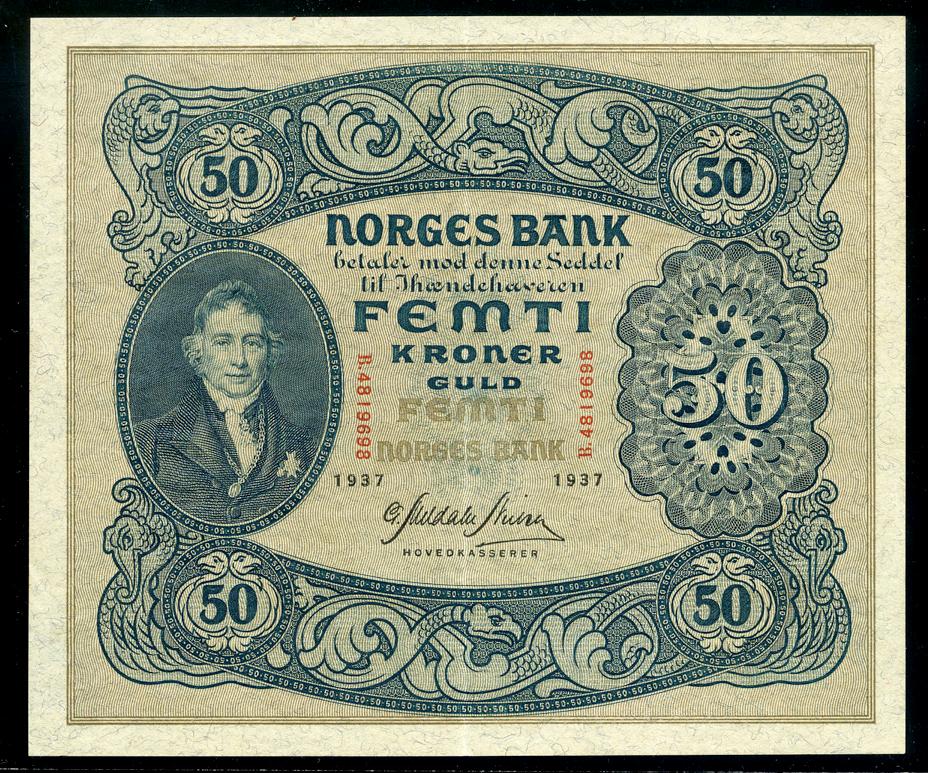 50
50
NORGES BANK
betaler mod denne Seddel
til Ihændehaveren
FEMTI
KRONER
GULD
B.4819698
B.4819698
50
FEMTI
NORGES BANK
1937
1937
HOVEDKASSERER
50
50